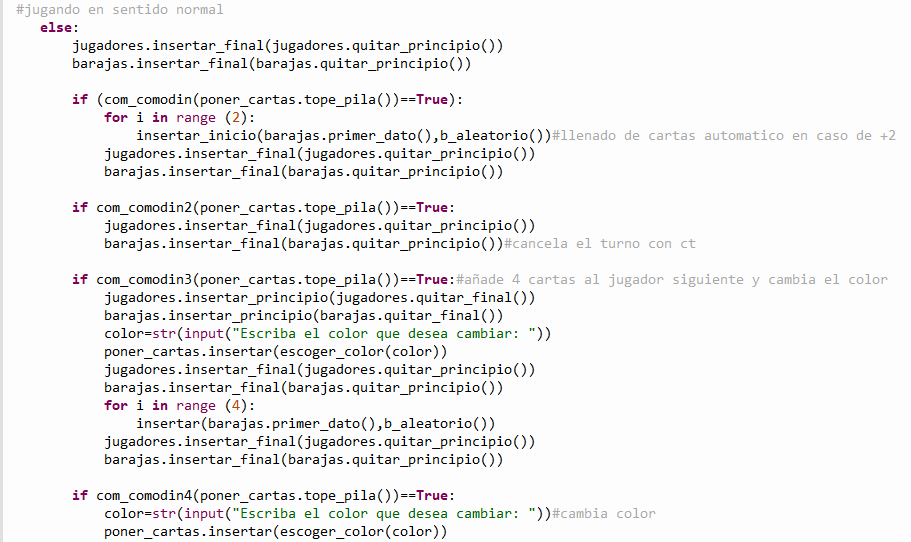 #jugando en sentido normal
else:
jugadores.insertar_final(jugadores.quitar_principio())
barajas.insertar_final(barajas.quitar_principio())
if (com_comodin(poner_cartas.tope_pila())==True):
for i in range (2):
insertar_inicio(barajas.primer_dato(),b_aleatorio())#llenado de cartas automatico en caso de +2
jugadores.insertar_final(jugadores.quitar_principio())
barajas.insertar_final(barajas.quitar_principio())
if com_comodin2(poner_cartas.tope_pila())==True:
jugadores.insertar_final(jugadores.quitar_principio())
barajas.insertar_final(barajas.quitar_principio())#cancela el turno con ct
if com_comodin3(poner_cartas.tope_pila())==True:#añade 4 cartas al jugador siguiente y cambia el color
jugadores.insertar_principio(jugadores.quitar_final())
barajas.insertar_principio(barajas.quitar_final())
color=str(input("Escriba el color que desea cambiar: "))
poner_cartas.insertar(escoger_color(color))
jugadores.insertar_final(jugadores.quitar_principio())
barajas.insertar_final(barajas.quitar_principio())
for i in range (4):
insertar(barajas.primer_dato(),b_aleatorio())
jugadores.insertar_final(jugadores.quitar_principio())
barajas.insertar_final(barajas.quitar_principio())
if com_comodin4(poner_cartas.tope_pila())==True:
color=str(input("Escriba el color que desea cambiar: "))#cambia color
poner_cartas.insertar(escoger_color(color))